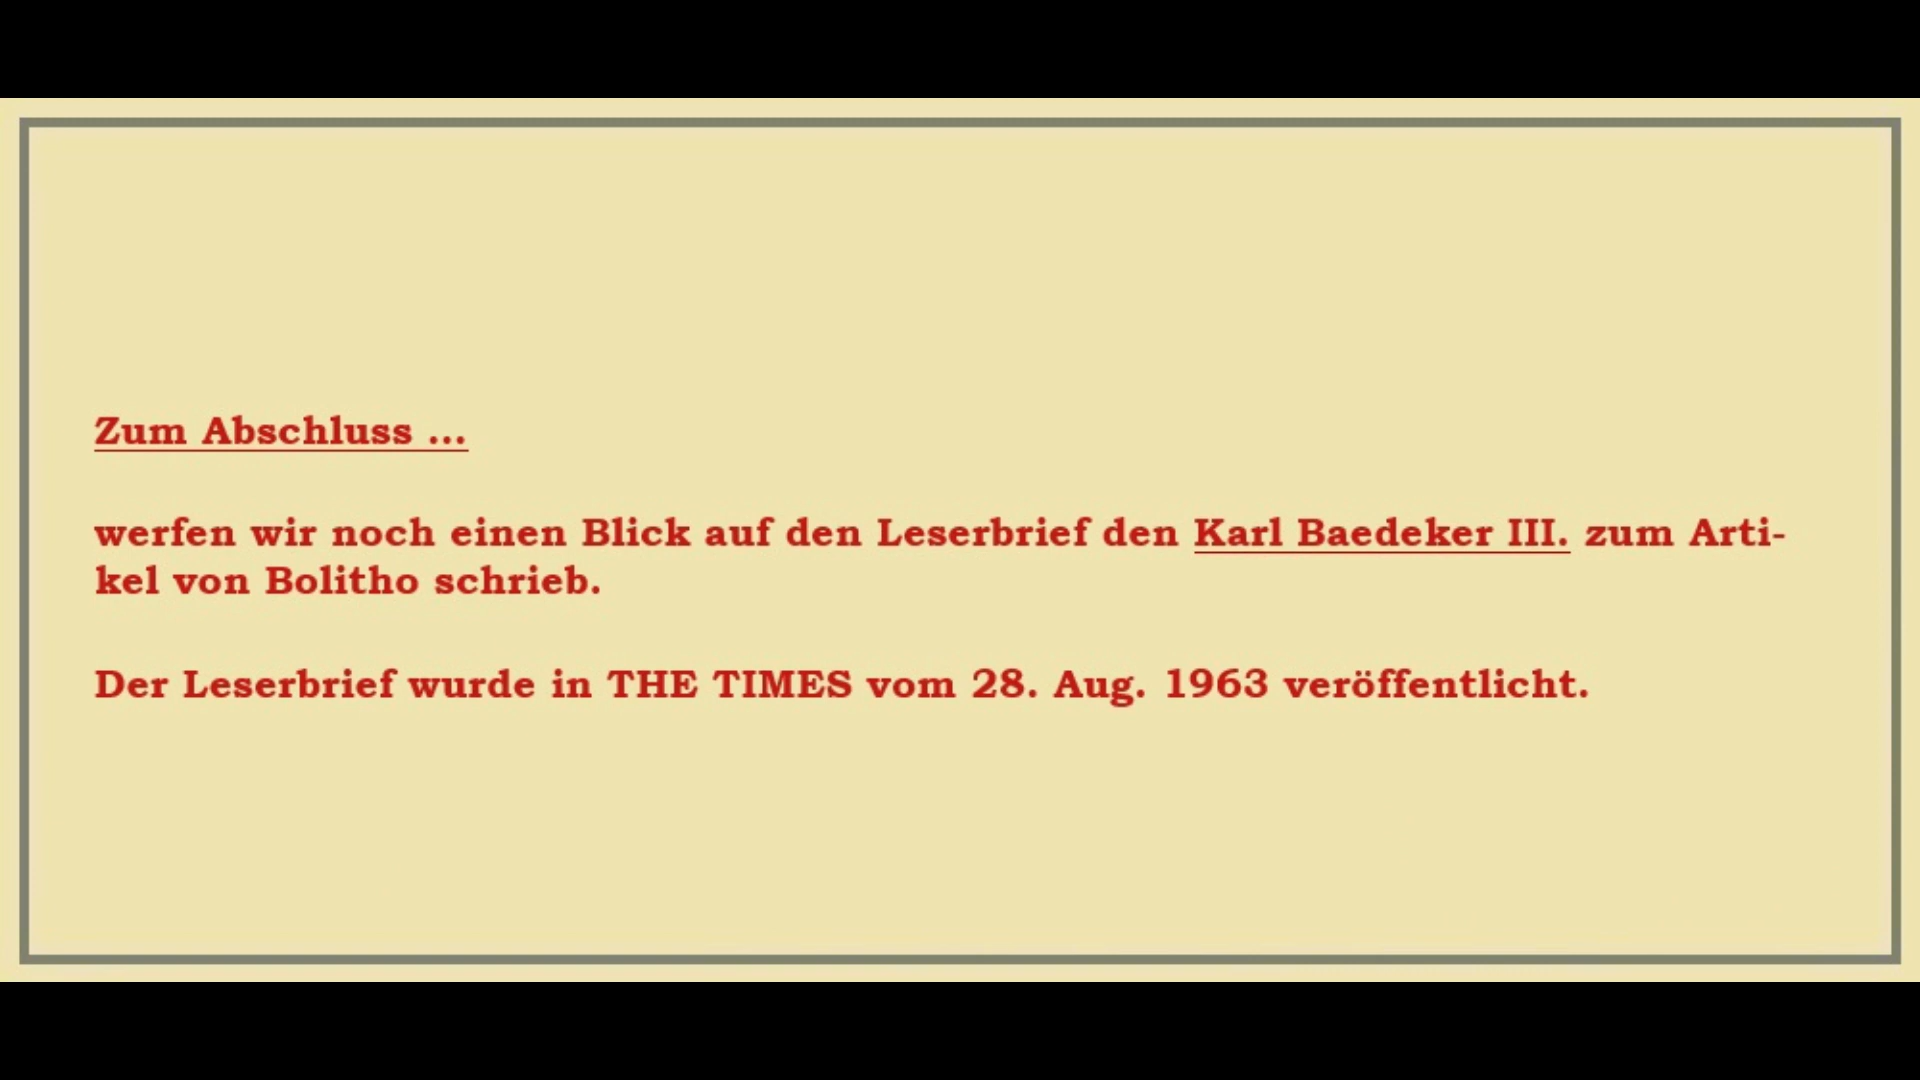 Zum Abschluss ...
werfen wir noch einen Blick auf den Leserbrief den Karl Baedeker III. zum Arti-
kel von Bolitho schrieb.
Der Leserbrief wurde in THE TIMES vom 28. Aug. 1963 veröffentlicht.